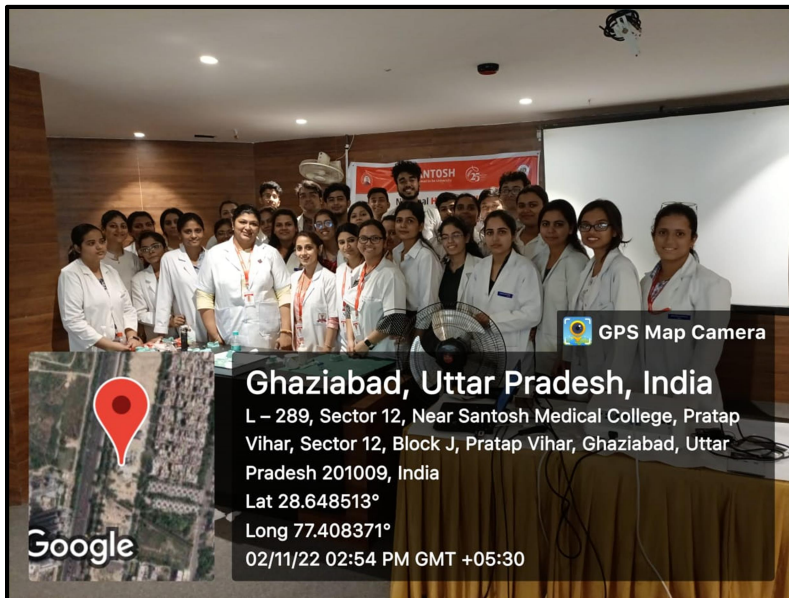 SANTOSH
25
GPS Map Camera
Ghaziabad, Uttar Pradesh, India
L – 289, Sector 12, Near Santosh Medical College, Pratap
Vihar, Sector 12, Block J, Pratap Vihar, Ghaziabad, Uttar
Pradesh 201009, India
Lat 28.648513°
Long 77.408371°
02/11/22 02:54 PM GMT +05:30
Google